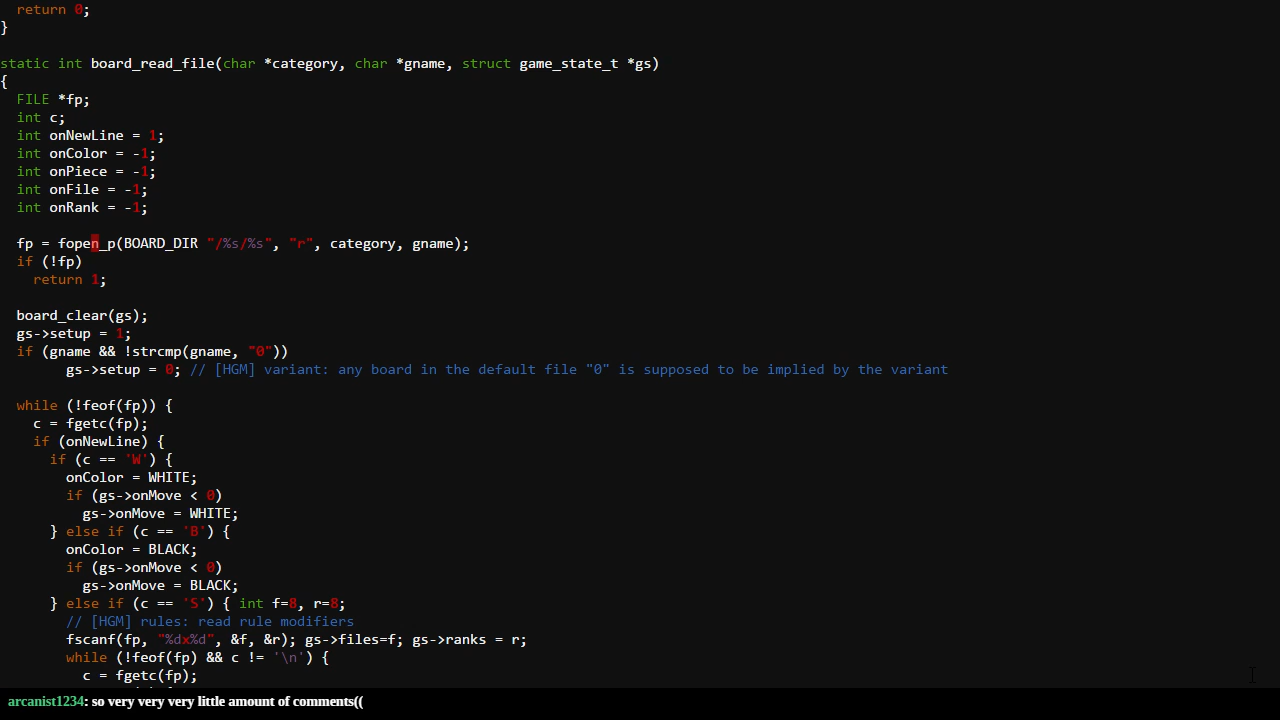 return 0;
}
static int board_read_file(char *category, char *gname, struct game_state_t *gs)
{
FILE *fp;
int c;
int onNewLine = 1;
int onColor = -1;
int onPiece = -1;
int onFile = -1;
int onRank = -1;
fp = fopen_p(BOARD_DIR "/%s/%s", "r", category, gname);
if (!fp)
return 1;
board_clear(gs);
gs->setup = 1;
if (gname && !strcmp(gname, "0"))
gs->setup = 0; // [HGM] variant: any board in the default file "0" is supposed to be implied by the variant
while (!feof(fp)) {
c = fgetc(fp);
if (onNewLine) {
if (c == 'W') {
onColor = WHITE;
if (gs->onMove < 0)
gs->onMove = WHITE;
} else if (c == 'B') {
onColor = BLACK;
if (gs->onMove < 0)
gs->onMove = BLACK;
} else if (c == 'S') { int f=8, r=8;
// [HGM] rules: read rule modifiers
fscanf(fp, "%dx%d", &f, &r); gs->files=f; gs->ranks = r;
while (!feof(fp) && c != '\n') {
c = fgetc(fp);
arcanist1234: so very very very little amount of comments((